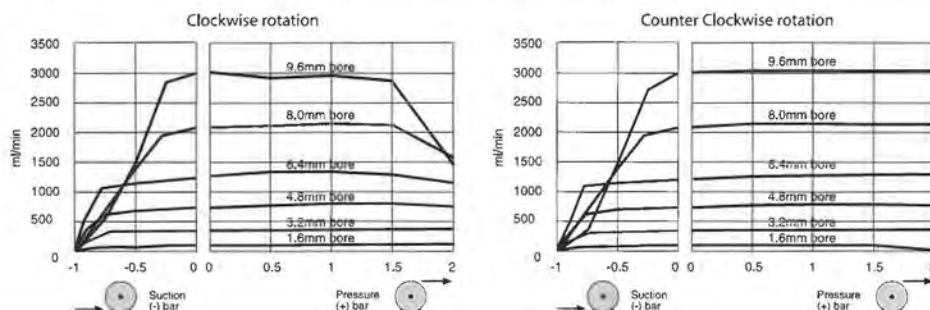 Clockwise rotation
3500
3000
2500
2000
1500
1000
500
0
ml/min
9.6mm bore
8.0mm bore
6.4mm bore
4.8mm bore
3.2mm bore
1.6mm bore
-1 -0.5 0 0 0.5 1 1.5 2
Suction
(-) bar
Pressure
(+) bar
Counter Clockwise rotation
3500
3000
2500
2000
1500
1000
500
0
ml/min
9.6mm bore
8.0mm bore
6.4mm bore
4.8mm bore
3.2mm bore
1.6mm bore
-1 -0.5 0 0 0.5 1 1.5 2
Suction
(-) bar
Pressure
(+) bar